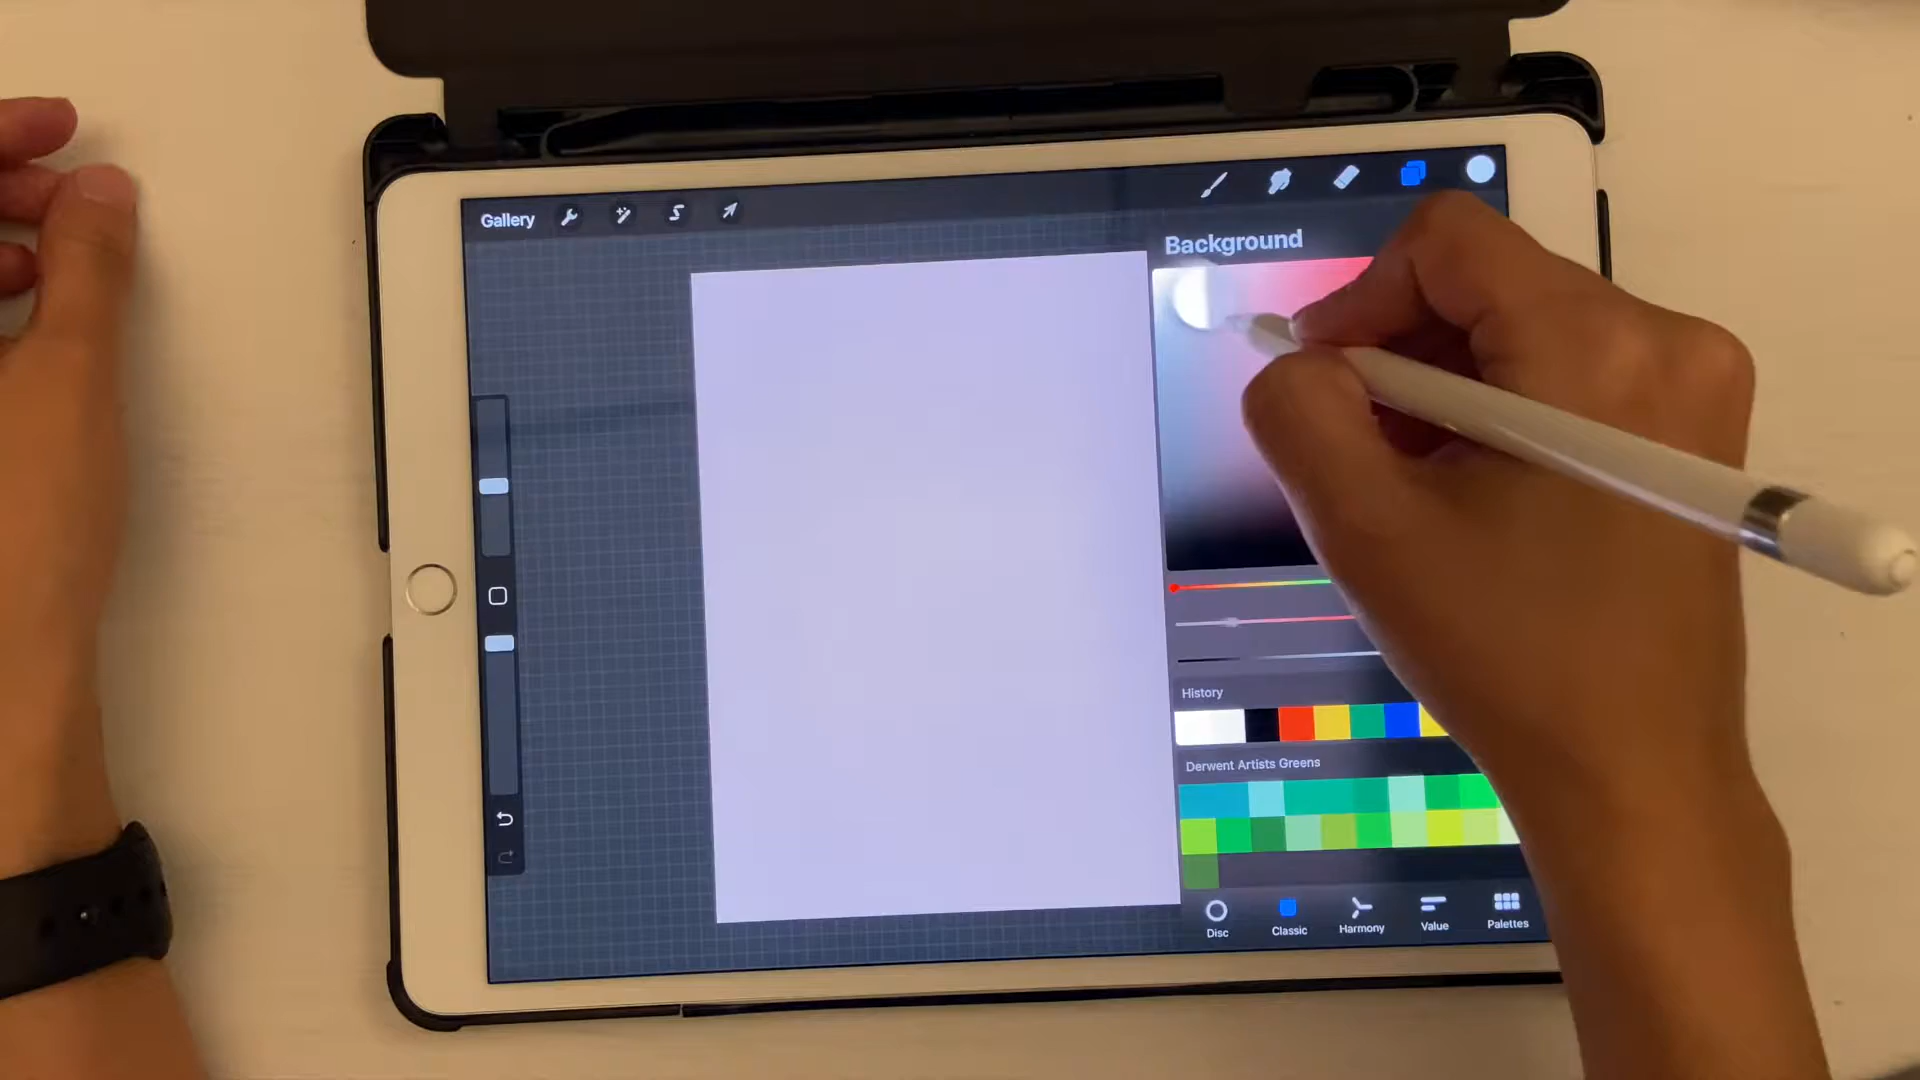 Gallery
Background
History
Derwent Artists Greens
Disc
Classic
Harmony
Value
Palettes